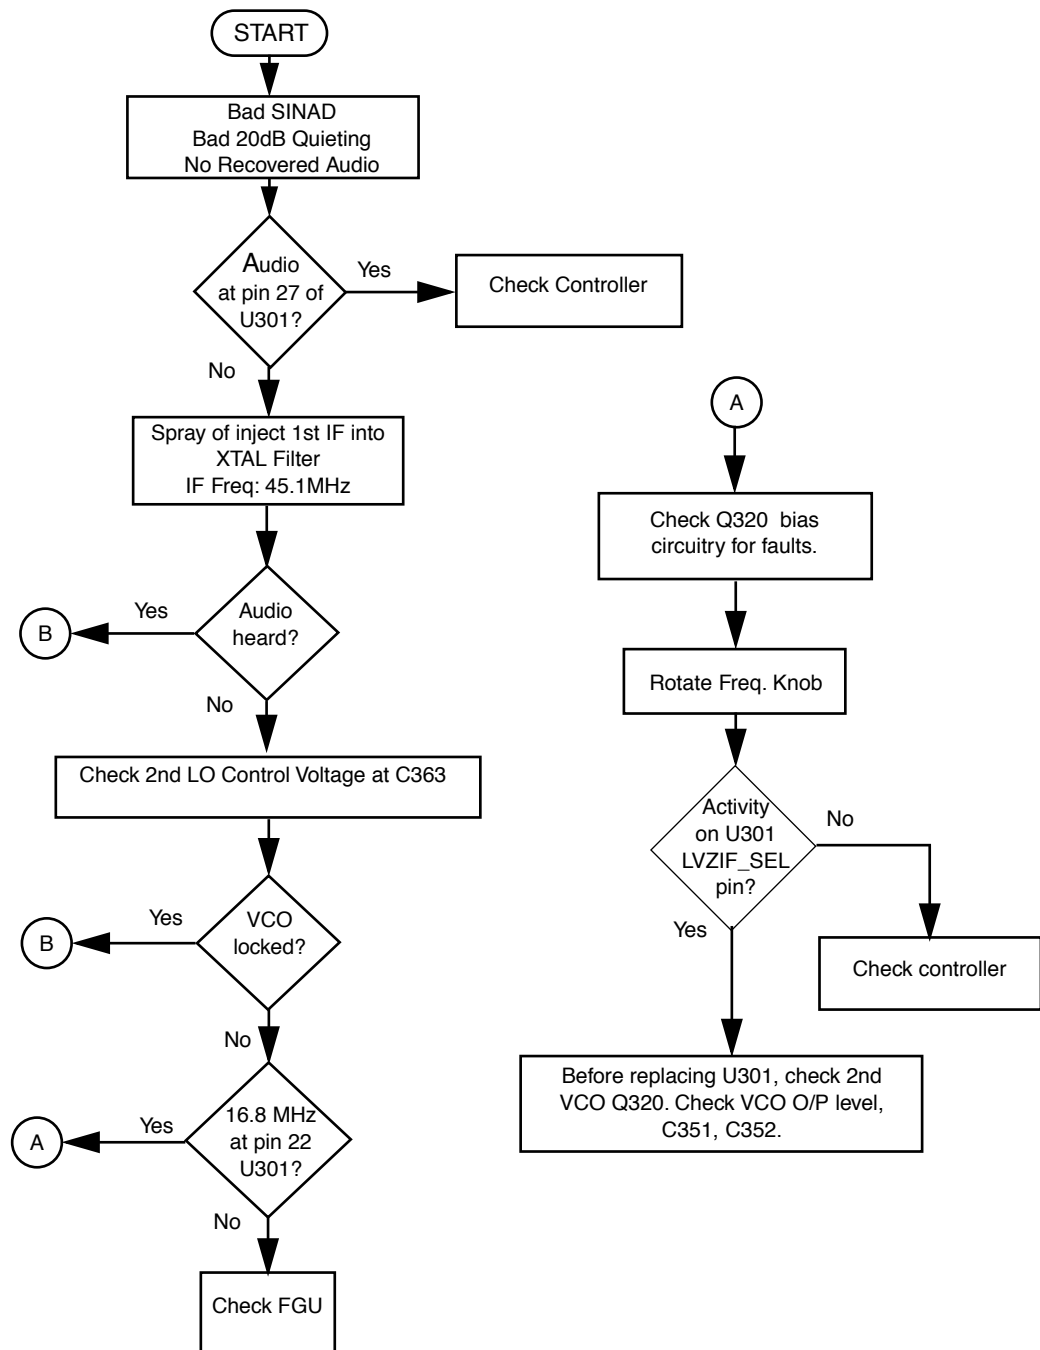 START
Bad SINAD
Bad 20dB Quieting
No Recovered Audio
Audio
at pin 27 of
U301?
Yes
Check Controller
No
Spray of inject 1st IF into
XTAL Filter
IF Freq: 45.1MHz
Audio
heard?
Yes
B
No
Check 2nd LO Control Voltage at C363
VCO
locked?
Yes
B
No
16.8 MHz
at pin 22
U301?
Yes
A
No
Check FGU
A
Check Q320 bias
circuitry for faults.
Rotate Freq. Knob
Activity
on U301
LVZIF_SEL
pin?
No
Check controller
Yes
Before replacing U301, check 2nd
VCO Q320. Check VCO O/P level,
C351, C352.